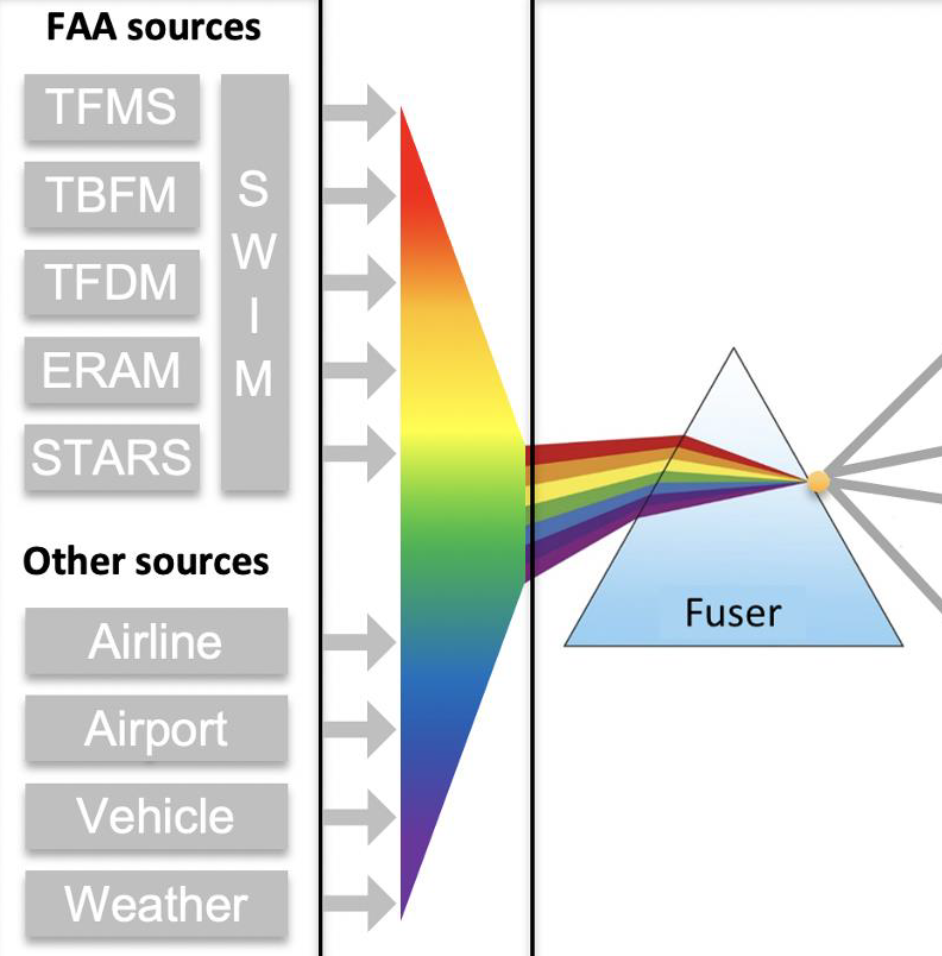 FAA sources
TFMS
TBFM
TFDM
ERAM
STARS
S
W
I
M
Other sources
Airline
Airport
Vehicle
Weather
Fuser